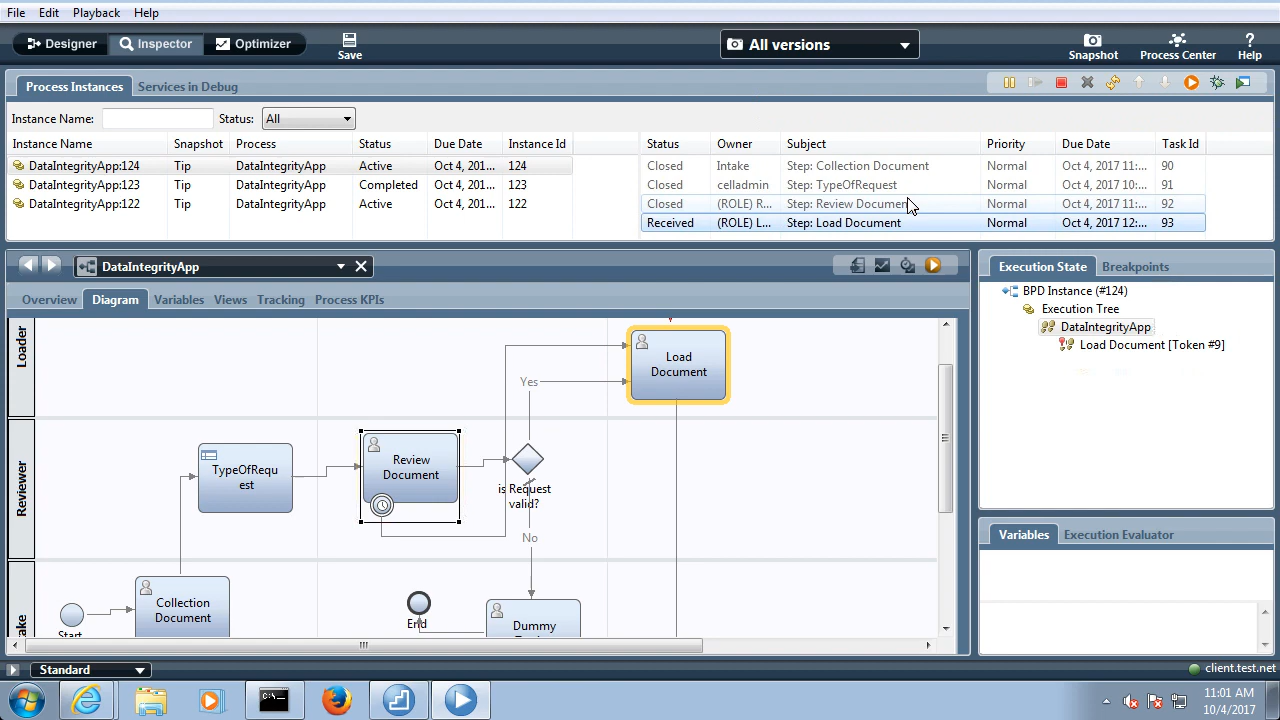 File Edit Playback Help
Designer Inspector Optimizer Save All versions Snapshot Process Center Help
Process Instances Services in Debug
Instance Name: Status: All
Instance Name Snapshot Process Status Due Date Instance Id
DataIntegrityApp:124 Tip DataIntegrityApp Active Oct 4, 201... 124
DataIntegrityApp:123 Tip DataIntegrityApp Completed Oct 4, 201... 123
DataIntegrityApp:122 Tip DataIntegrityApp Active Oct 4, 201... 122
Status Owner Subject Priority Due Date Task Id
Closed Intake Step: Collection Document Normal Oct 4, 2017 11:... 90
Closed celladmin Step: TypeOfRequest Normal Oct 4, 2017 10:... 91
Closed (ROLE) R... Step: Review Document Normal Oct 4, 2017 11:... 92
Received (ROLE) L... Step: Load Document Normal Oct 4, 2017 12:... 93
DataIntegrityApp
Overview Diagram Variables Views Tracking Process KPIs
Loader
Load
Document
Yes
Reviewer
TypeOfRequ
est
Review
Document
is Request
valid?
No
Collection
Document
Start
End
Dummy
Execution State Breakpoints
BPD Instance (#124)
Execution Tree
DataIntegrityApp
Load Document [Token #9]
Variables Execution Evaluator
Standard
client.test.net
11:01 AM
10/4/2017